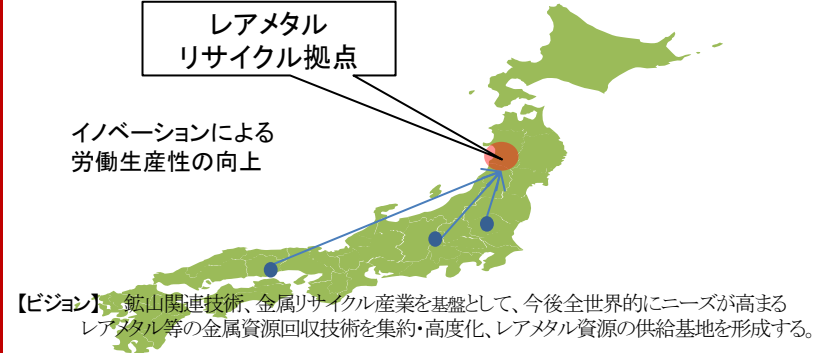 レアメタル
リサイクル拠点
イノベーションによる
労働生産性の向上
【ビジョン】 鉱山関連技術、金属リサイクル産業を基盤として、今後全世界的にニーズが高まる
レアメタル等の金属資源回収技術を集約・高度化、レアメタル資源の供給基地を形成する。